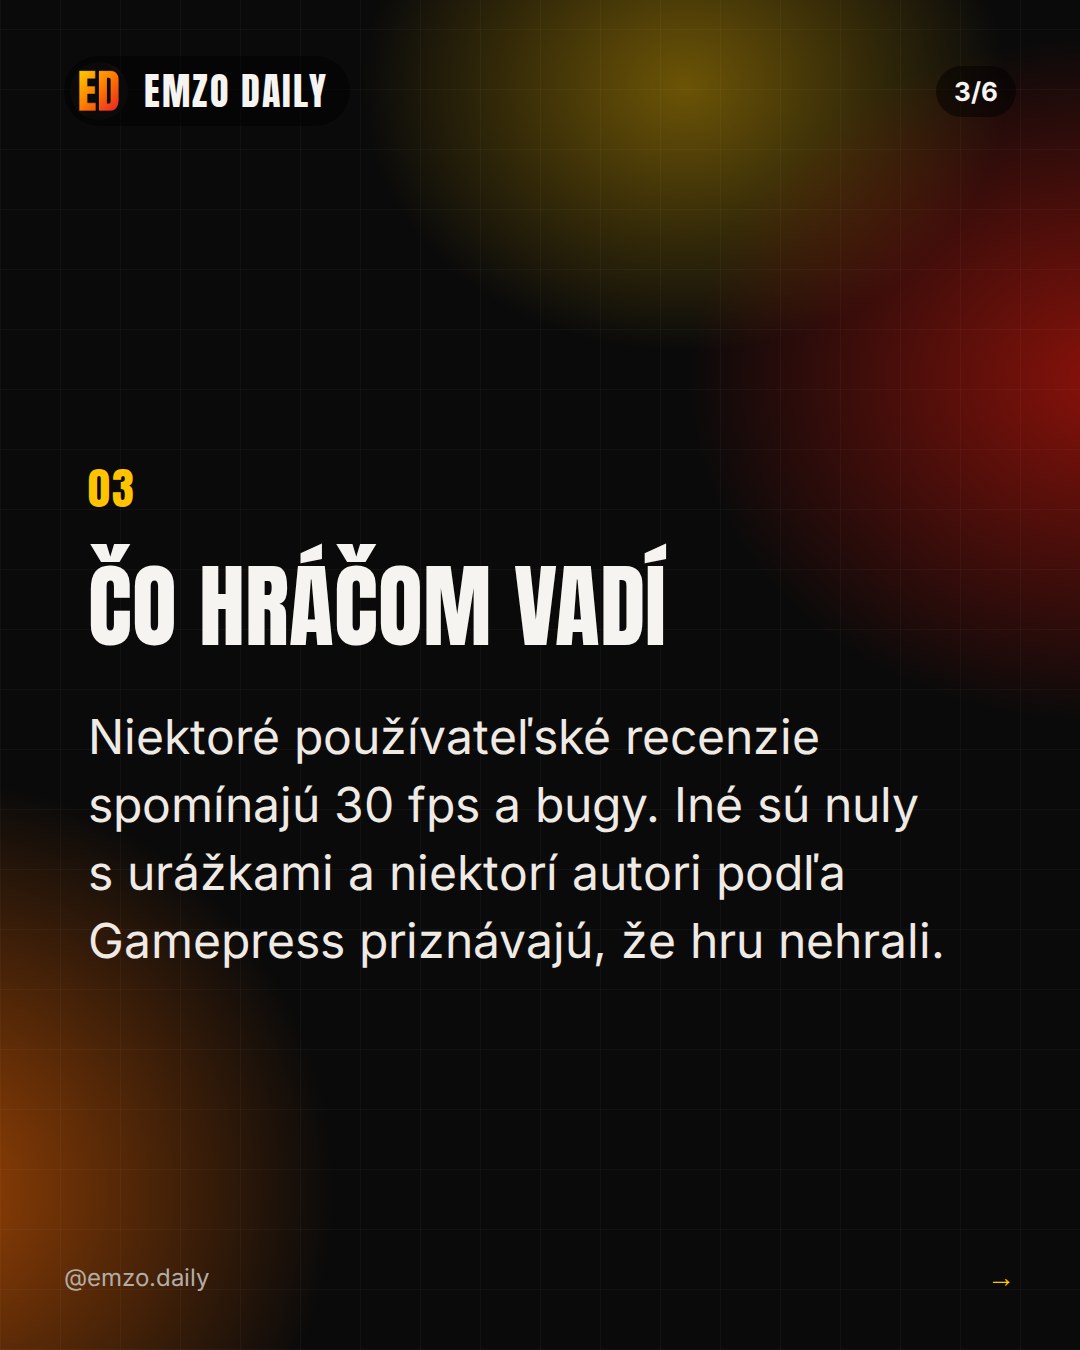 ED EMZO DAILY
3/6
03
ČO HRÁČOM VADÍ
Niektoré používateľské recenzie
spomínajú 30 fps a bugy. Iné sú nuly
s urážkami a niektorí autori podľa
Gamepress priznávajú, že hru nehrali.
@emzo.daily
→